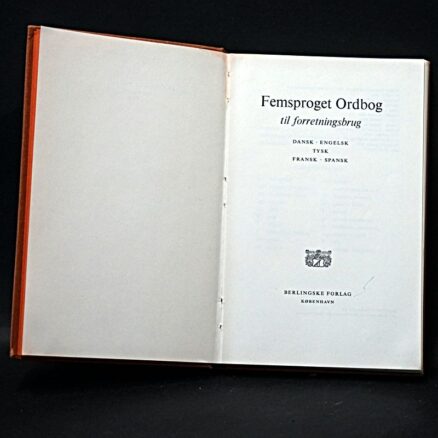 Femsproget Ordbog
til forretningsbrug
DANSK · ENGELSK
TYSK
FRANSK · SPANSK
BERLINGSKE FORLAG
KØBENHAVN